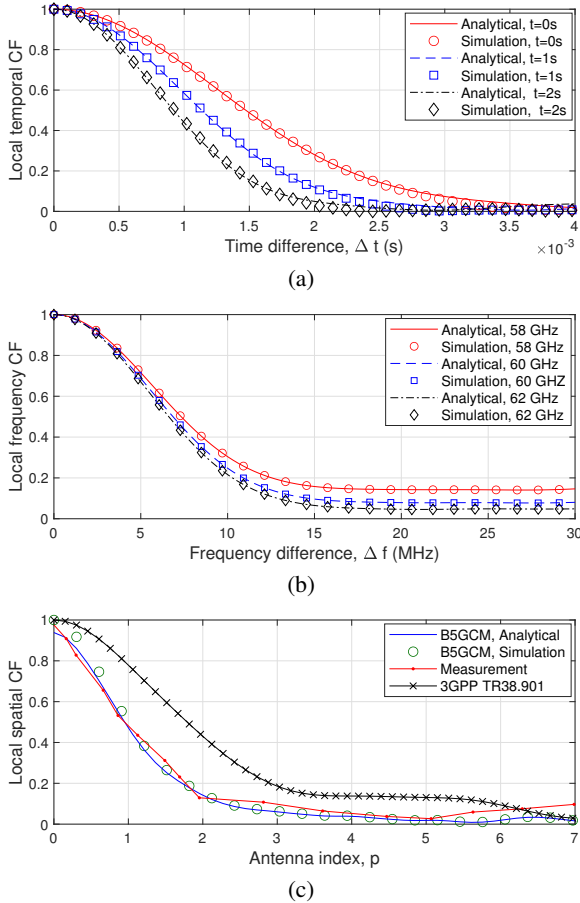 1
0.8
0.6
0.4
0.2
0
Local temporal CF
Analytical, t=0s
Simulation, t=0s
Analytical, t=1s
Simulation, t=1s
Analytical, t=2s
Simulation, t=2s
0 0.5 1 1.5 2 2.5 3 3.5 4
Time difference, Δ t (s)
×10⁻³
(a)
1
0.8
0.6
0.4
0.2
0
Local frequency CF
Analytical, 58 GHz
Simulation, 58 GHz
Analytical, 60 GHz
Simulation, 60 GHZ
Analytical, 62 GHz
Simulation, 62 GHz
0 5 10 15 20 25 30
Frequency difference, Δ f (MHz)
(b)
1
0.8
0.6
0.4
0.2
0
Local spatial CF
B5GCM, Analytical
B5GCM, Simulation
Measurement
3GPP TR38.901
0 1 2 3 4 5 6 7
Antenna index, p
(c)